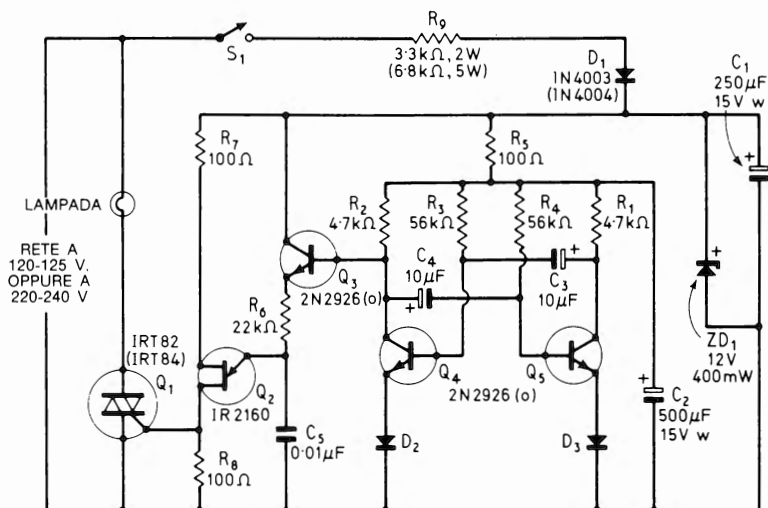 R9
3.3kΩ, 2W
(6.8kΩ, 5W)
S1
D1
1N4003
(1N4004)
C1
250µF
15V w
+
R7
100Ω
R5
100Ω
LAMPADA
R2
4.7kΩ
R3
56kΩ
R4
56kΩ
R1
4.7kΩ
RETE A
120-125 V.
OPPURE A
220-240 V
Q3
2N2926(o)
C4
10µF
+
C3
10µF
+
+
ZD1
12V
400mW
R6
22kΩ
IRT82
(IRT84)
Q1
Q2
IR2160
Q4
Q5
2N2926(o)
+
C2
500µF
15V w
C5
0.01µF
D2
D3
R8
100Ω